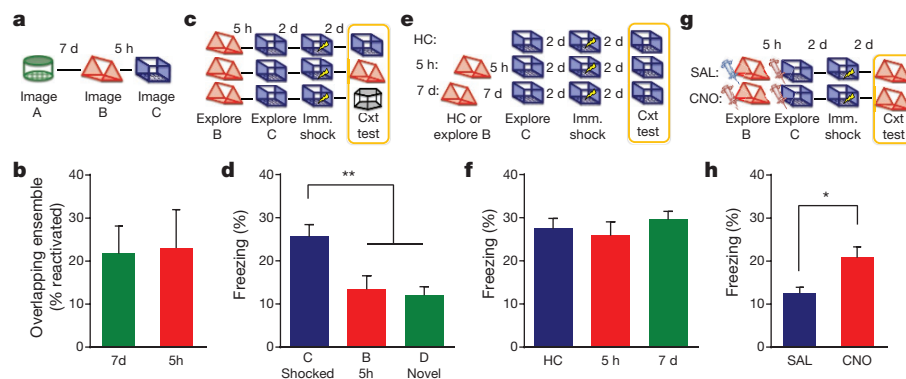 a
7 d
5 h
Image A
Image B
Image C
b
Overlapping ensemble (% reactivated)
40
30
20
10
0
7d
5h
c
5 h
2 d
2 d
Explore B
Explore C
Imm. shock
Cxt test
d
**
Freezing (%)
40
30
20
10
0
C Shocked
B 5h
D Novel
e
HC:
2 d
2 d
5 h:
5 h
2 d
2 d
7 d:
7 d
2 d
2 d
HC or explore B
Explore C
Imm. shock
Cxt test
f
Freezing (%)
40
30
20
10
0
HC
5 h
7 d
g
5 h
2 d
2 d
SAL:
CNO:
Explore B
Explore C
Imm. shock
Cxt test
h
*
Freezing (%)
40
30
20
10
0
SAL
CNO